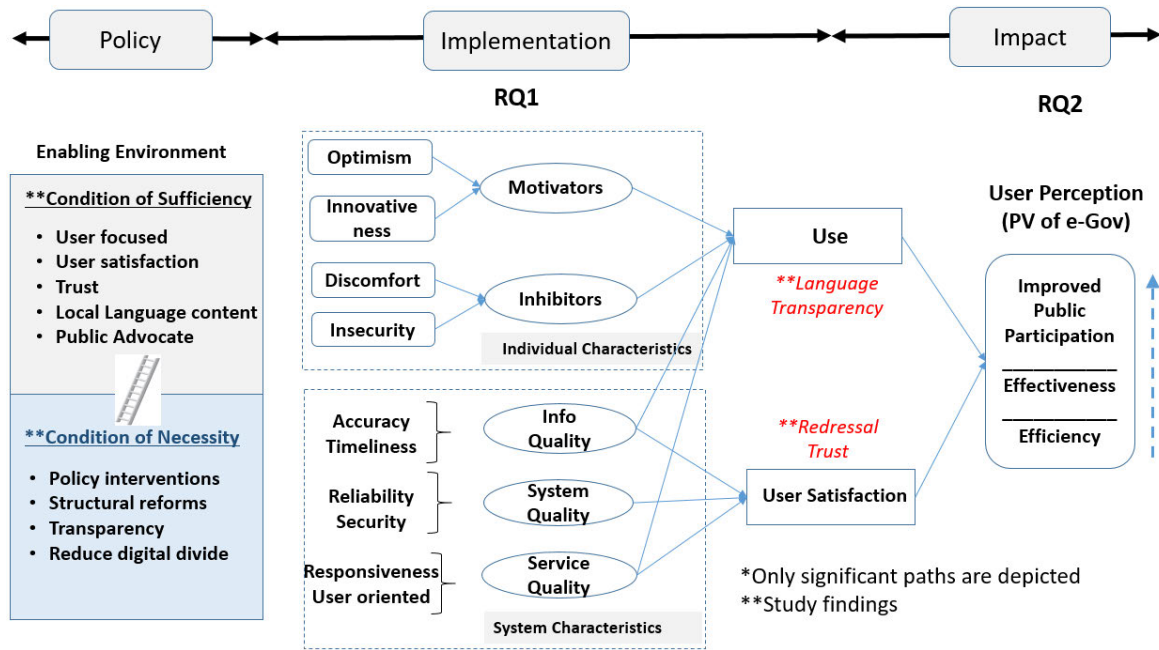 Policy
Implementation
Impact
RQ1
RQ2
Enabling Environment
**Condition of Sufficiency
• User focused
• User satisfaction
• Trust
• Local Language content
• Public Advocate
**Condition of Necessity
• Policy interventions
• Structural reforms
• Transparency
• Reduce digital divide
Optimism
Innovative
ness
Discomfort
Insecurity
Motivators
Inhibitors
Individual Characteristics
Accuracy
Timeliness
Reliability
Security
Responsiveness
User oriented
Info
Quality
System
Quality
Service
Quality
System Characteristics
Use
**Language
Transparency
**Redressal
Trust
User Satisfaction
User Perception
(PV of e-Gov)
Improved
Public
Participation
____________
Effectiveness
____________
Efficiency
*Only significant paths are depicted
**Study findings